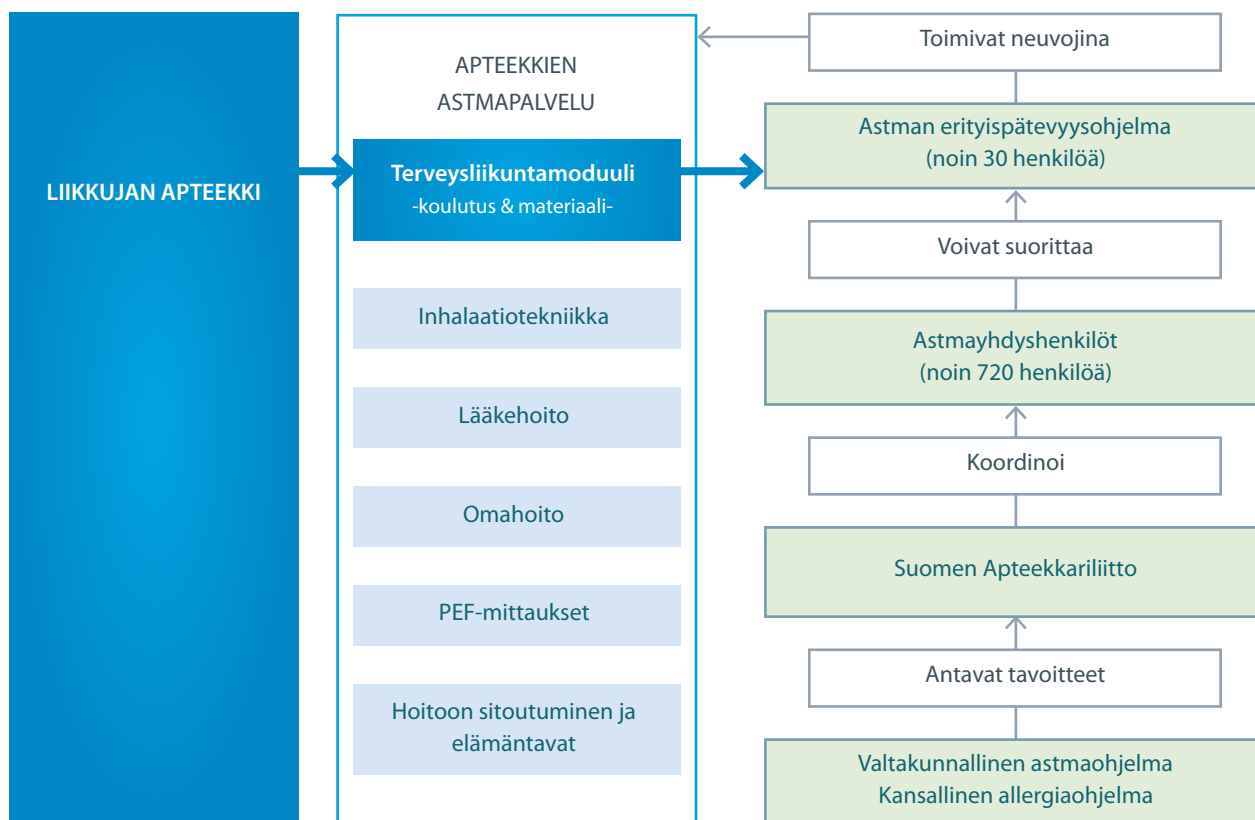 LIIKKUJAN APTEEKKI
APTEEKKIEN
ASTMAPALVELU
Terveysliikuntamoduuli
-koulutus & materiaali-
Inhalaatiotekniikka
Lääkehoito
Omahoito
PEF-mittaukset
Hoitoon sitoutuminen ja
elämäntavat
Toimivat neuvojina
Astman erityispätevyysohjelma
(noin 30 henkilöä)
Voivat suorittaa
Astmayhdyshenkilöt
(noin 720 henkilöä)
Koordinoi
Suomen Apteekkariliitto
Antavat tavoitteet
Valtakunnallinen astmaohjelma
Kansallinen allergiaohjelma